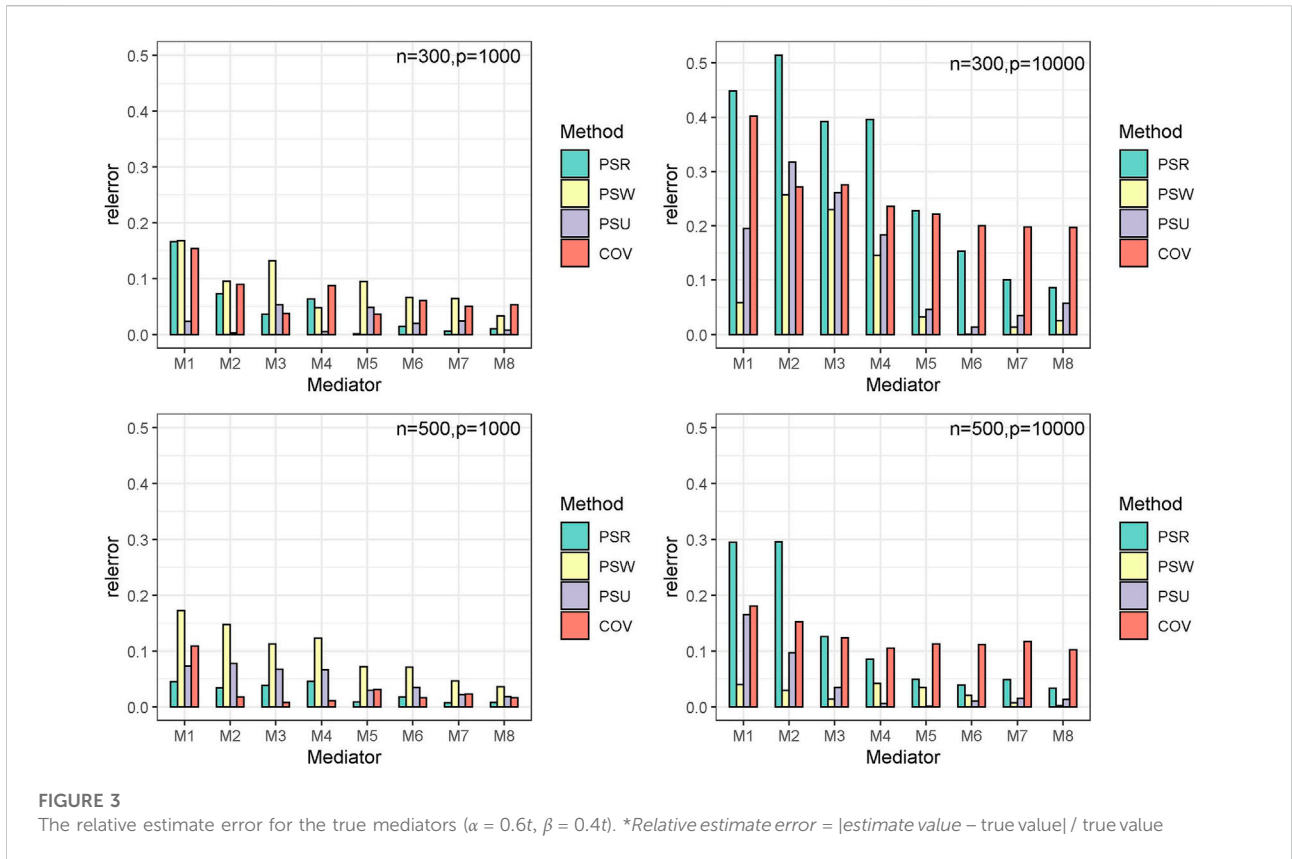 n=300,p=1000
0.5
0.4
0.3
0.2
0.1
0.0
relerror
M1 M2 M3 M4 M5 M6 M7 M8
Mediator
Method
PSR
PSW
PSU
COV
n=300,p=10000
0.5
0.4
0.3
0.2
0.1
0.0
relerror
M1 M2 M3 M4 M5 M6 M7 M8
Mediator
Method
PSR
PSW
PSU
COV
n=500,p=1000
0.5
0.4
0.3
0.2
0.1
0.0
relerror
M1 M2 M3 M4 M5 M6 M7 M8
Mediator
Method
PSR
PSW
PSU
COV
n=500,p=10000
0.5
0.4
0.3
0.2
0.1
0.0
relerror
M1 M2 M3 M4 M5 M6 M7 M8
Mediator
Method
PSR
PSW
PSU
COV
FIGURE 3
The relative estimate error for the true mediators (α = 0.6t, β = 0.4t). *Relative estimate error = |estimate value – true value| / true value